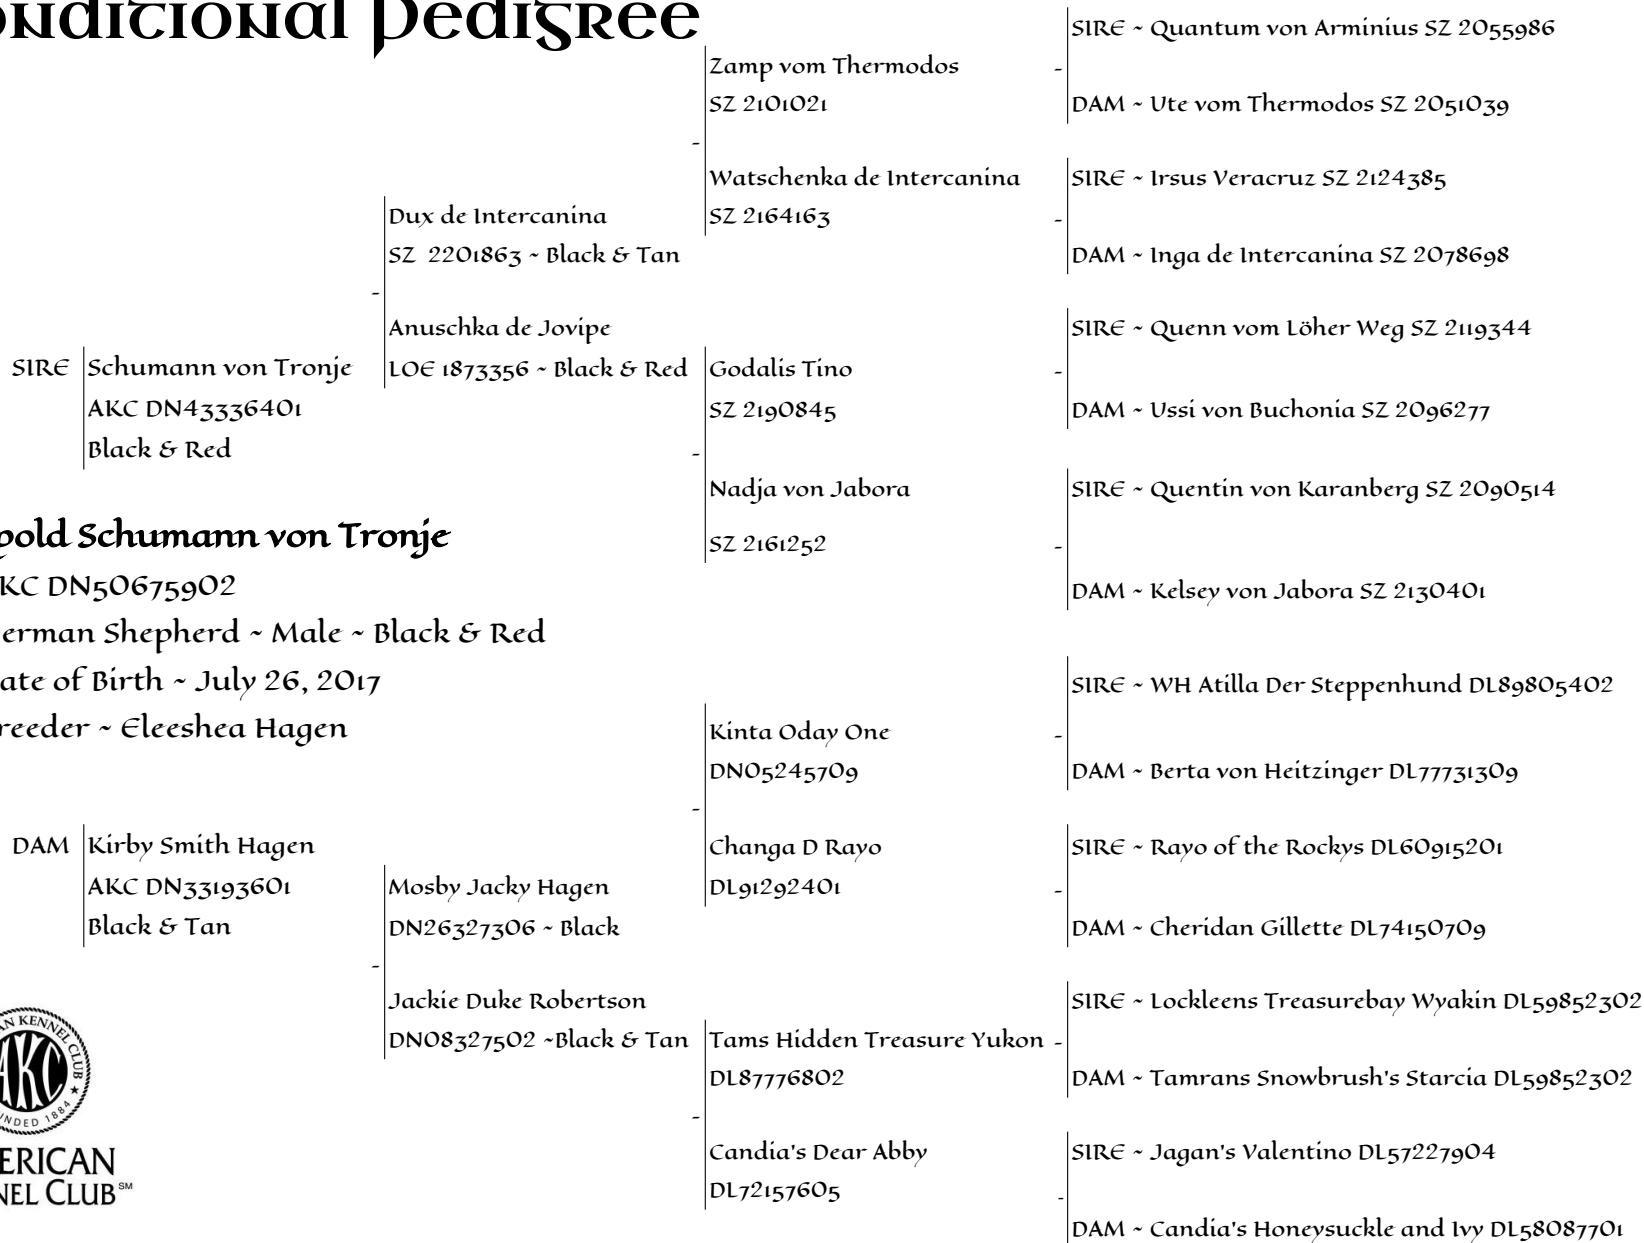 onditional Pedigree
SIRE ~ Quantum von Arminius SZ 2055986
Zamp vom Thermodos
SZ 2101021
DAM ~ Ute vom Thermodos SZ 2051039
Watschenka de Intercanina
SZ 2164163
SIRE ~ Irsus Veracruz SZ 2124385
DAM ~ Inga de Intercanina SZ 2078698
Dux de Intercanina
SZ 2201863 ~ Black & Tan
Anuschka de Jovipe
LOE 1873356 ~ Black & Red
SIRE ~ Quenn vom Löher Weg SZ 2119344
Godalis Tino
SZ 2190845
DAM ~ Ussi von Buchonia SZ 2096277
SIRE
Schumann von Tronje
AKC DN43336401
Black & Red
Nadja von Jabora
SZ 2161252
SIRE ~ Quentin von Karanberg SZ 2090514
DAM ~ Kelsey von Jabora SZ 2130401
pold Schumann von Tronje
KC DN50675902
erman Shepherd ~ Male ~ Black & Red
ate of Birth ~ July 26, 2017
reeder ~ Eleeshea Hagen
SIRE ~ WH Atilla Der Steppenhund DL89805402
Kinta Oday One
DN05245709
DAM ~ Berta von Heitzinger DL77731309
DAM
Kirby Smith Hagen
AKC DN33193601
Black & Tan
Changa D Rayo
DL91292401
SIRE ~ Rayo of the Rockys DL60915201
DAM ~ Cheridan Gillette DL74150709
Mosby Jacky Hagen
DN26327306 ~ Black
Jackie Duke Robertson
DN08327502 ~Black & Tan
SIRE ~ Lockleens Treasurebay Wyakin DL59852302
Tams Hidden Treasure Yukon
DL87776802
DAM ~ Tamrans Snowbrush's Starcia DL59852302
Candia's Dear Abby
DL72157605
SIRE ~ Jagan's Valentino DL57227904
DAM ~ Candia's Honeysuckle and Ivy DL58087701
AN KENNEL CLUB
AKC
UNDED 1884
ERICAN
NEL CLUB℠